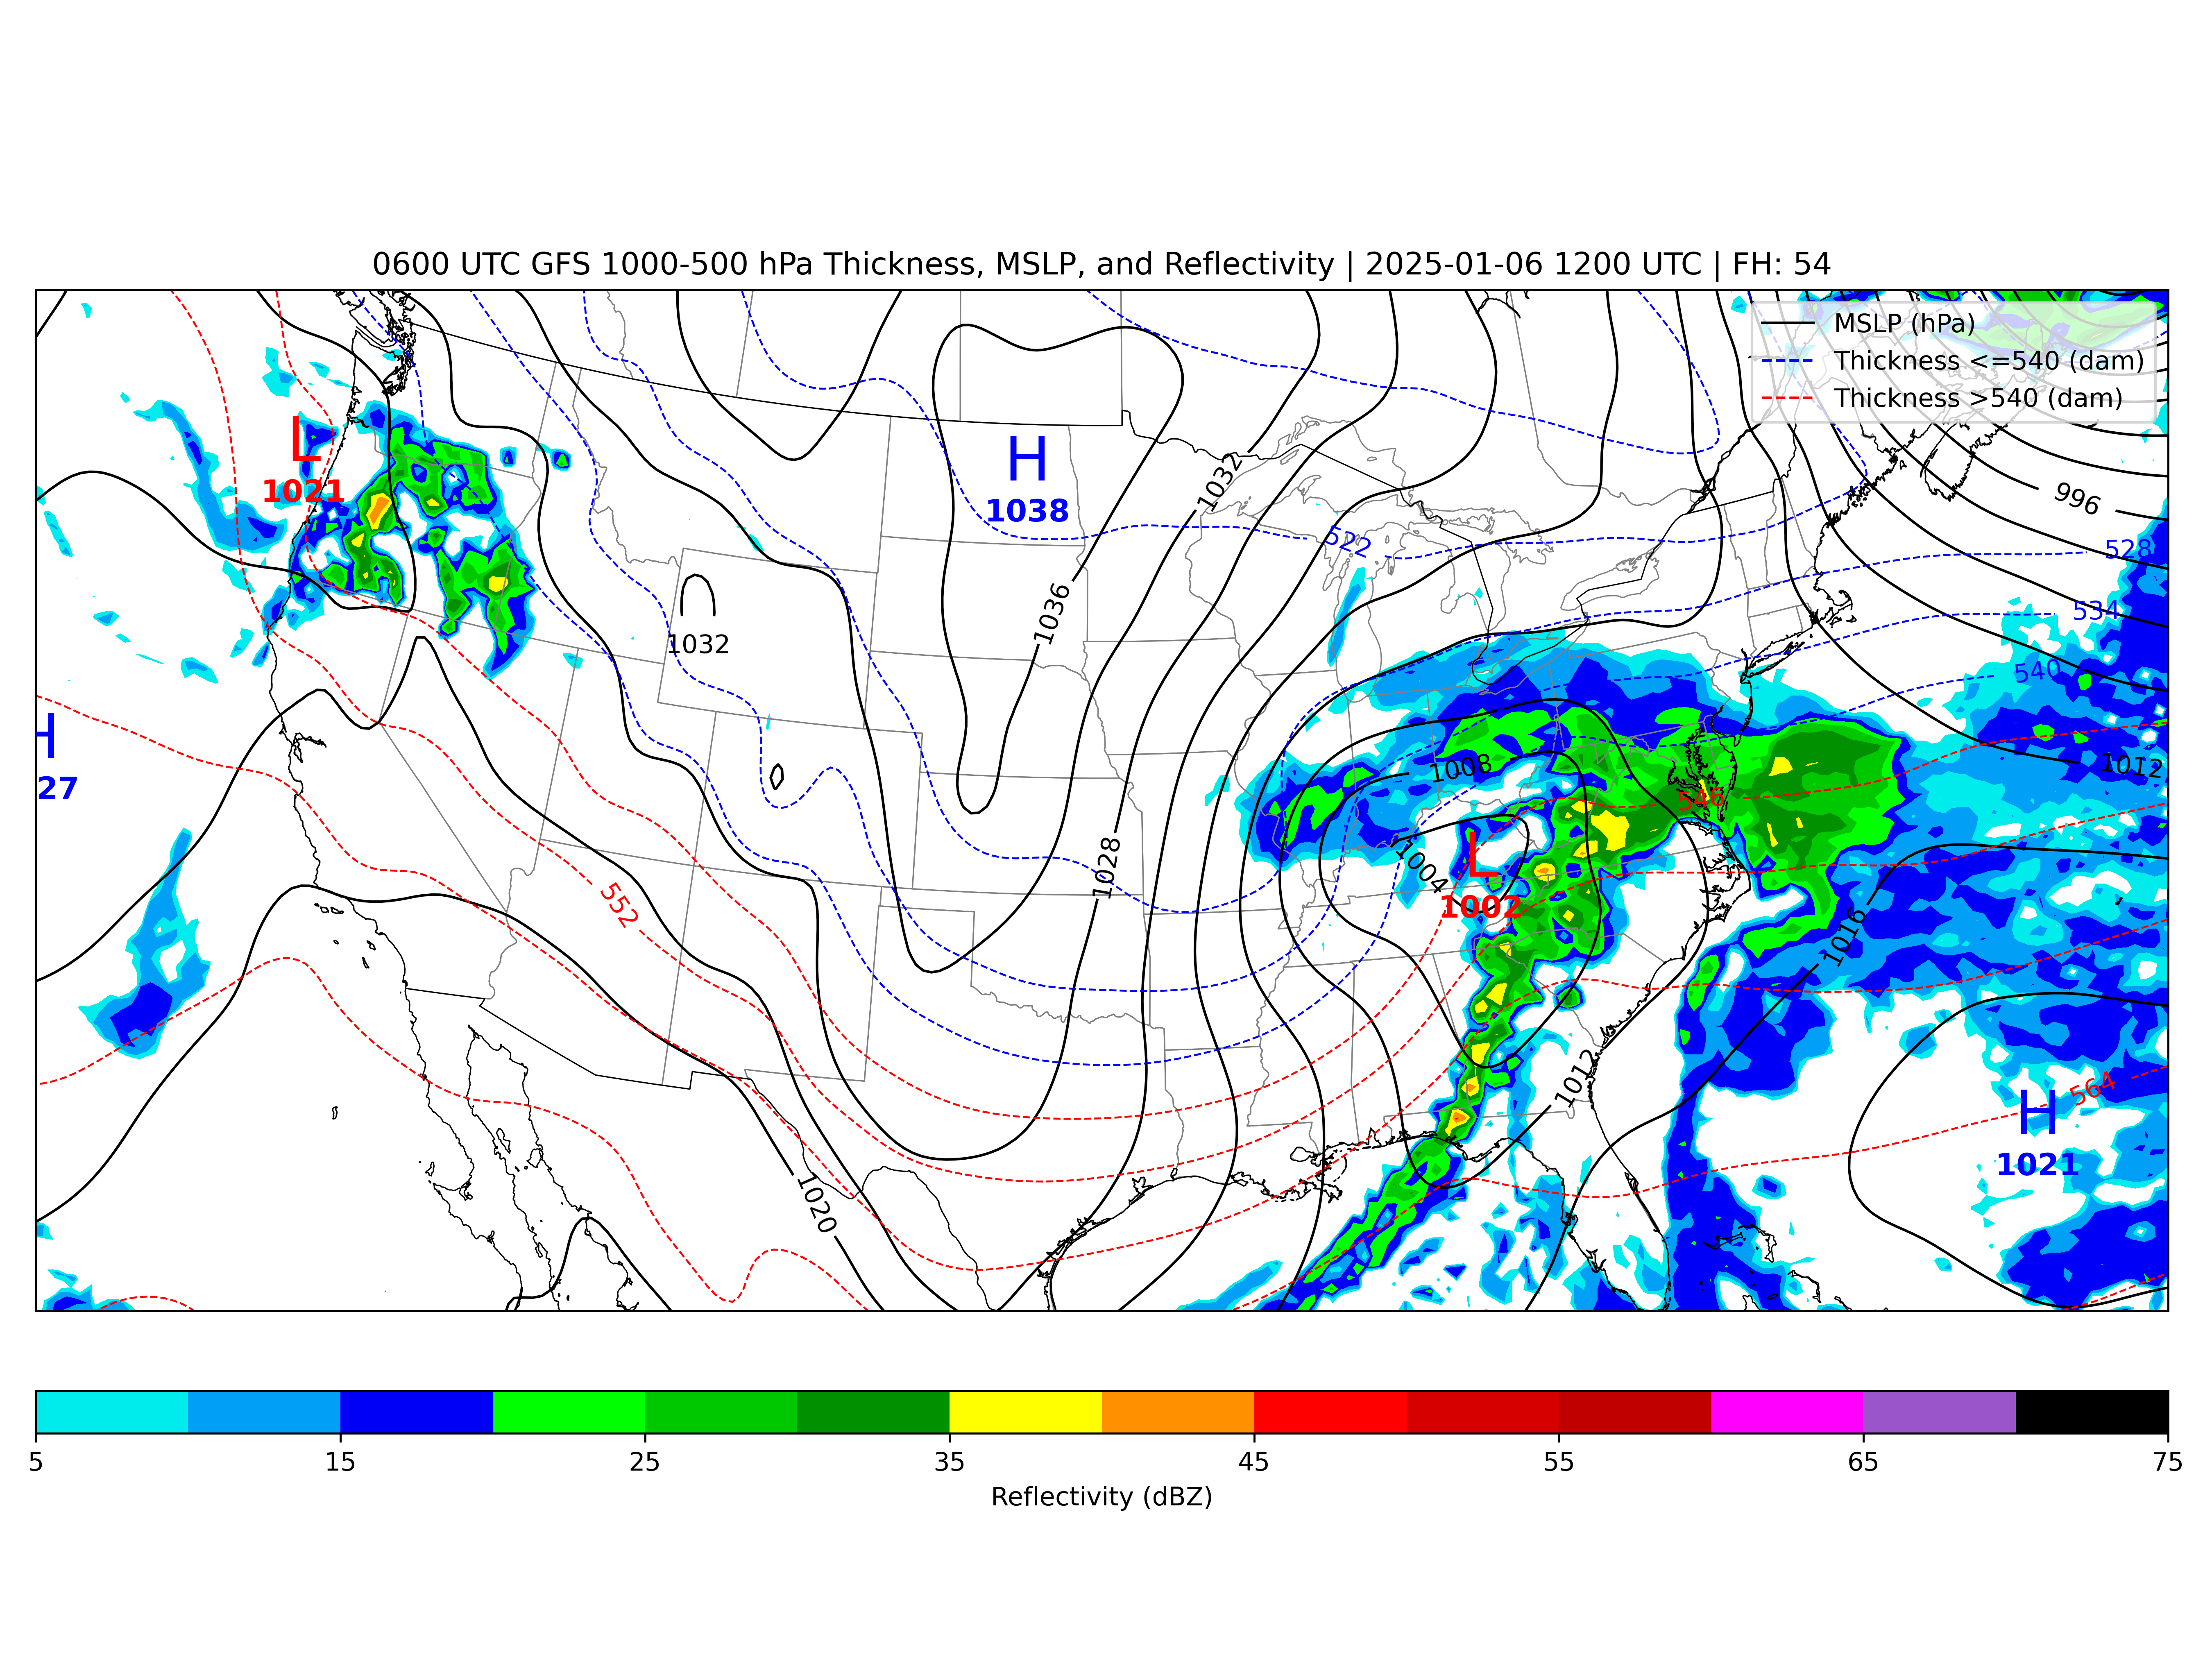 0600 UTC GFS 1000-500 hPa Thickness, MSLP, and Reflectivity | 2025-01-06 1200 UTC | FH: 54
MSLP (hPa)
Thickness <=540 (dam)
Thickness >540 (dam)
L
1021
H
1038
1032
996
522
528
1036
534
1032
540
H
27
1008
1012
546
1028
1004
L
1002
552
1016
1012
564
H
1021
1020
5 15 25 35 45 55 65 75
Reflectivity (dBZ)